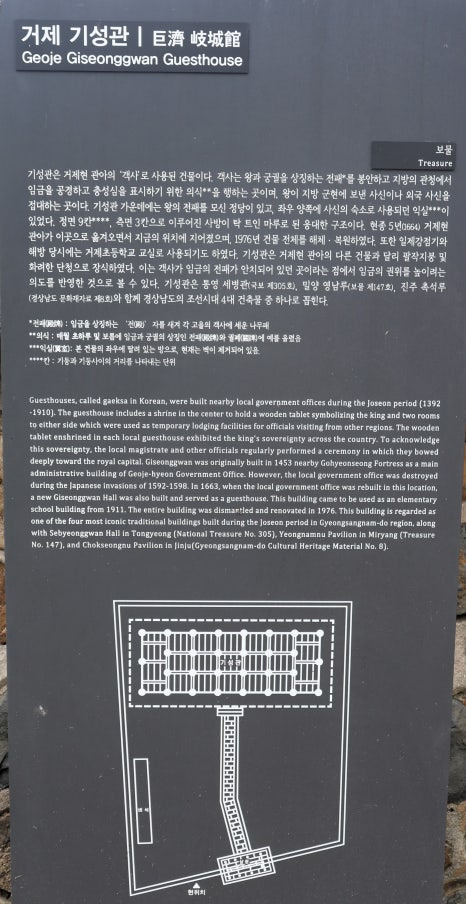 거제 기성관 | 巨濟 岐城館
Geoje Giseonggwan Guesthouse
보물
Treasure
기성관은 거제현 관아의 '객사'로 사용된 건물이다. 객사는 왕과 궁궐을 상징하는 전패*를 봉안하고 지방의 관청에서
임금을 공경하고 충성심을 표시하기 위한 의식**을 행하는 곳이며, 왕이 지방 군현에 보낸 사신이나 외국 사신을
접대하는 곳이다. 기성관 가운데에는 왕의 전패를 모신 정당이 있고, 좌우 양쪽에 사신의 숙소로 사용되던 익실***이
있었다. 정면 9칸****, 측면 3칸으로 이루어진 사방이 탁 트인 마루로 된 웅대한 구조이다. 현종 5년(1664) 거제현
관아가 이곳으로 옮겨오면서 지금의 위치에 지어졌으며, 1976년 건물 전체를 해체 · 복원하였다. 또한 일제강점기와
해방 당시에는 거제초등학교 교실로 사용되기도 하였다. 기성관은 거제현 관아의 다른 건물과 달리 팔작지붕 및
화려한 단청으로 장식하였다. 이는 객사가 임금의 전패가 안치되어 있던 곳이라는 점에서 임금의 권위를 높이려는
의도를 반영한 것으로 볼 수 있다. 기성관은 통영 세병관(국보 제305호), 밀양 영남루(보물 제147호), 진주 촉석루
(경상남도 문화재자료 제8호)와 함께 경상남도의 조선시대 4대 건축물 중 하나로 꼽힌다.
*전패(殿牌) : 임금을 상징하는 '전(殿)' 자를 새겨 각 고을의 객사에 세운 나무패
**의식 : 매월 초하루 및 보름에 임금과 궁궐의 상징인 전패(殿牌)와 궐패(闕牌)에 예를 올렸음
***익실(翼室): 본 건물의 좌우에 딸려 있는 방으로, 현재는 벽이 제거되어 있음
****칸 : 기둥과 기둥사이의 거리를 나타내는 단위
Guesthouses, called gaeksa in Korean, were built nearby local government offices during the Joseon period (1392
-1910). The guesthouse includes a shrine in the center to hold a wooden tablet symbolizing the king and two rooms
to either side which were used as temporary lodging facilities for officials visiting from other regions. The wooden
tablet enshrined in each local guesthouse exhibited the king's sovereignty across the country. To acknowledge
this sovereignty, the local magistrate and other officials regularly performed a ceremony in which they bowed
deeply toward the royal capital. Giseonggwan was originally built in 1453 nearby Gohyeonseong Fortress as a main
administrative building of Geoje-hyeon Government Office. However, the local government office was destroyed
during the Japanese invasions of 1592-1598. In 1663, when the local government office was rebuilt in this location,
a new Giseonggwan Hall was also built and served as a guesthouse. This building came to be used as an elementary
school building from 1911. The entire building was dismantled and renovated in 1976. This building is regarded as
one of the four most iconic traditional buildings built during the Joseon period in Gyeongsangnam-do region, along
with Sebyeonggwan Hall in Tongyeong (National Treasure No. 305), Yeongnamnu Pavilion in Miryang (Treasure
No. 147), and Chokseongnu Pavilion in Jinju(Gyeongsangnam-do Cultural Heritage Material No. 8).
기성관
현위치